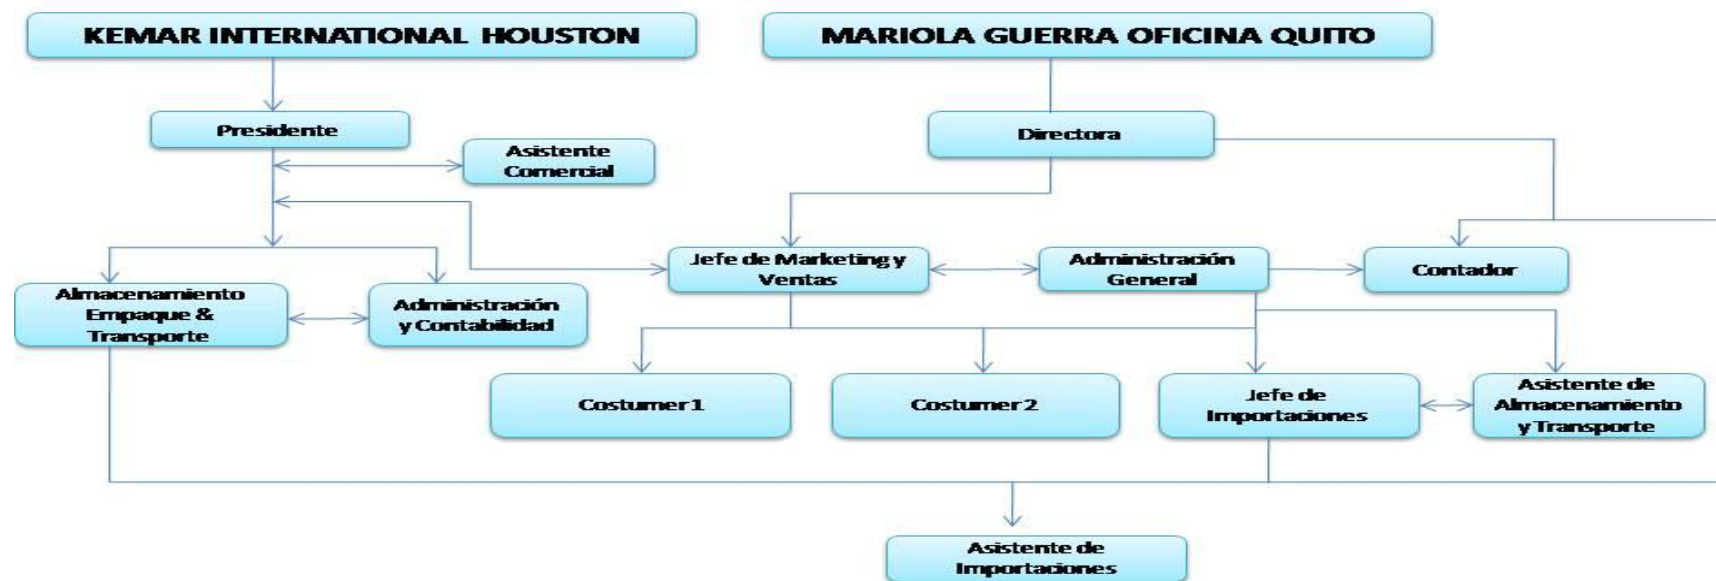 KEMAR INTERNATIONAL HOUSTON
MARIOLA GUERRA OFICINA QUITO
Presidente
Directora
Asistente
Comercial
Jefe de Marketing y
Ventas
Administración
General
Contador
Almacenamiento
Empaque &
Transporte
Administración
y Contabilidad
Costumer 1
Costumer 2
Jefe de
Importaciones
Asistente de
Almacenamiento
y Transporte
Asistente de
Importaciones